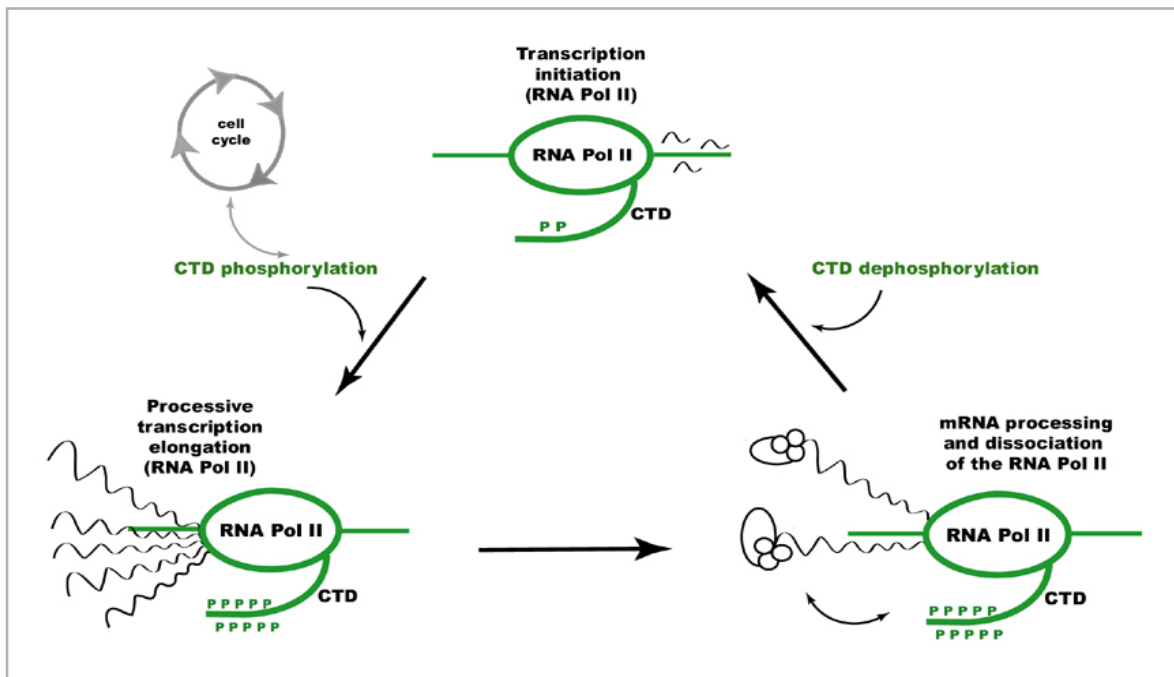 Transcription
initiation
(RNA Pol II)
cell
cycle
RNA Pol II
CTD
P P
CTD phosphorylation
CTD dephosphorylation
Processive
transcription
elongation
(RNA Pol II)
RNA Pol II
CTD
P P P P P
P P P P P
mRNA processing
and dissociation
of the RNA Pol II
RNA Pol II
CTD
P P P P P
P P P P P